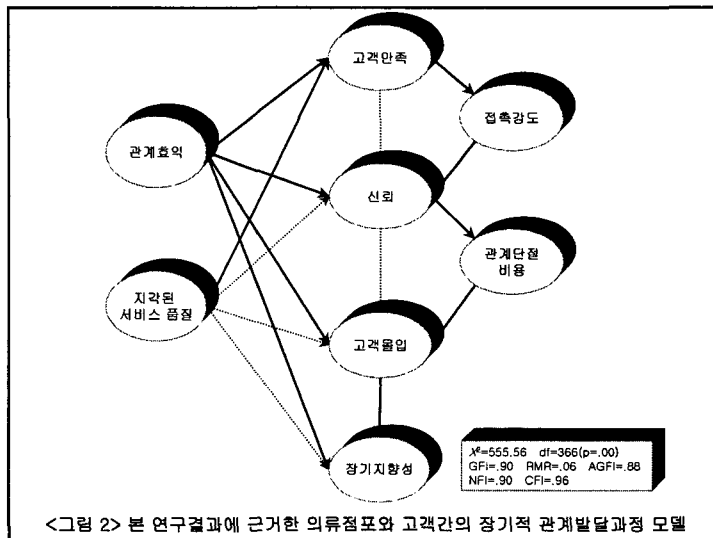 고객만족
접촉강도
관계효익
신뢰
관계단절
비용
지각된
서비스 품질
고객몰입
장기지향성
X²=555.56 df=366(p=.00)
GFI=.90 RMR=.06 AGFI=.88
NFI=.90 CFI=.96
<그림 2> 본 연구결과에 근거한 의류점포와 고객간의 장기적 관계발달과정 모델